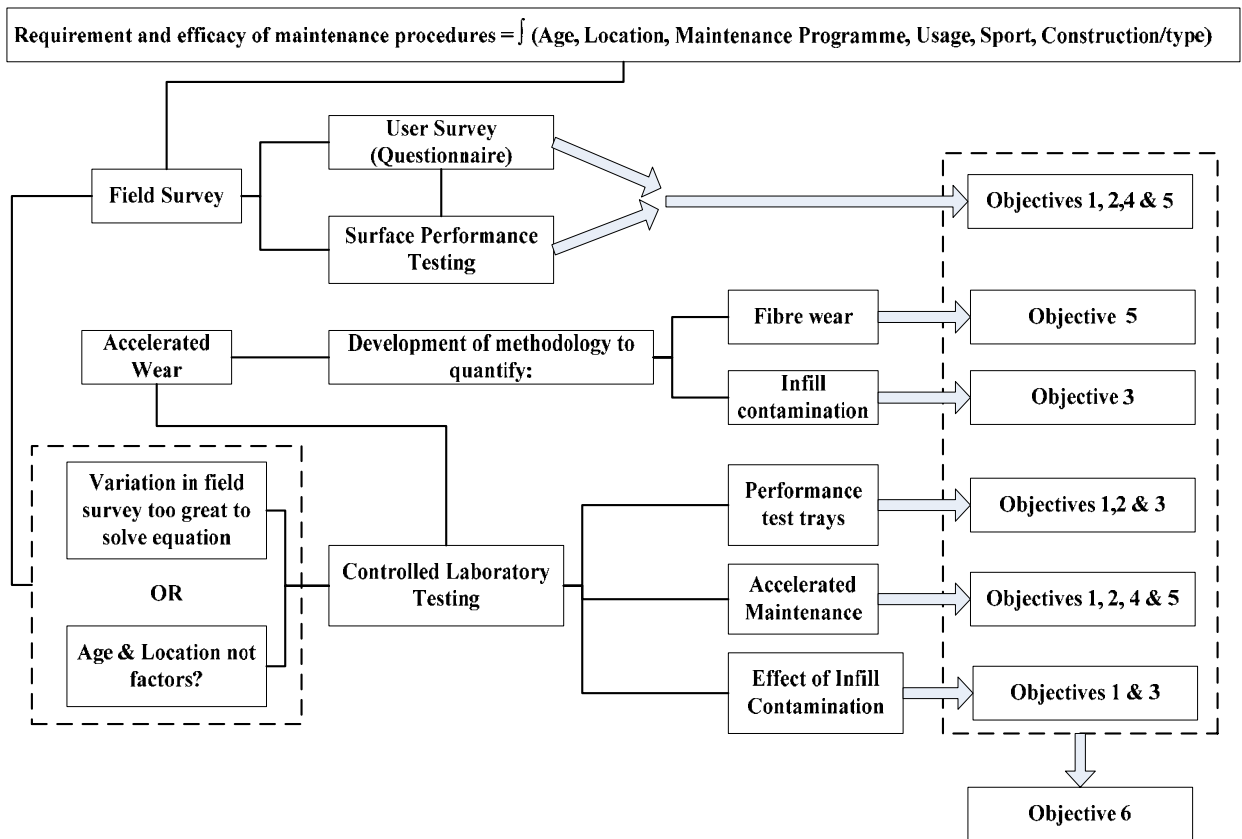 Requirement and efficacy of maintenance procedures = ∫ (Age, Location, Maintenance Programme, Usage, Sport, Construction/type)
User Survey
(Questionnaire)
Field Survey
Surface Performance
Testing
Objectives 1, 2,4 & 5
Accelerated
Wear
Development of methodology to
quantify:
Fibre wear
Objective 5
Infill
contamination
Objective 3
Variation in field
survey too great to
solve equation
OR
Age & Location not
factors?
Controlled Laboratory
Testing
Performance
test trays
Objectives 1,2 & 3
Accelerated
Maintenance
Objectives 1, 2, 4 & 5
Effect of Infill
Contamination
Objectives 1 & 3
Objective 6